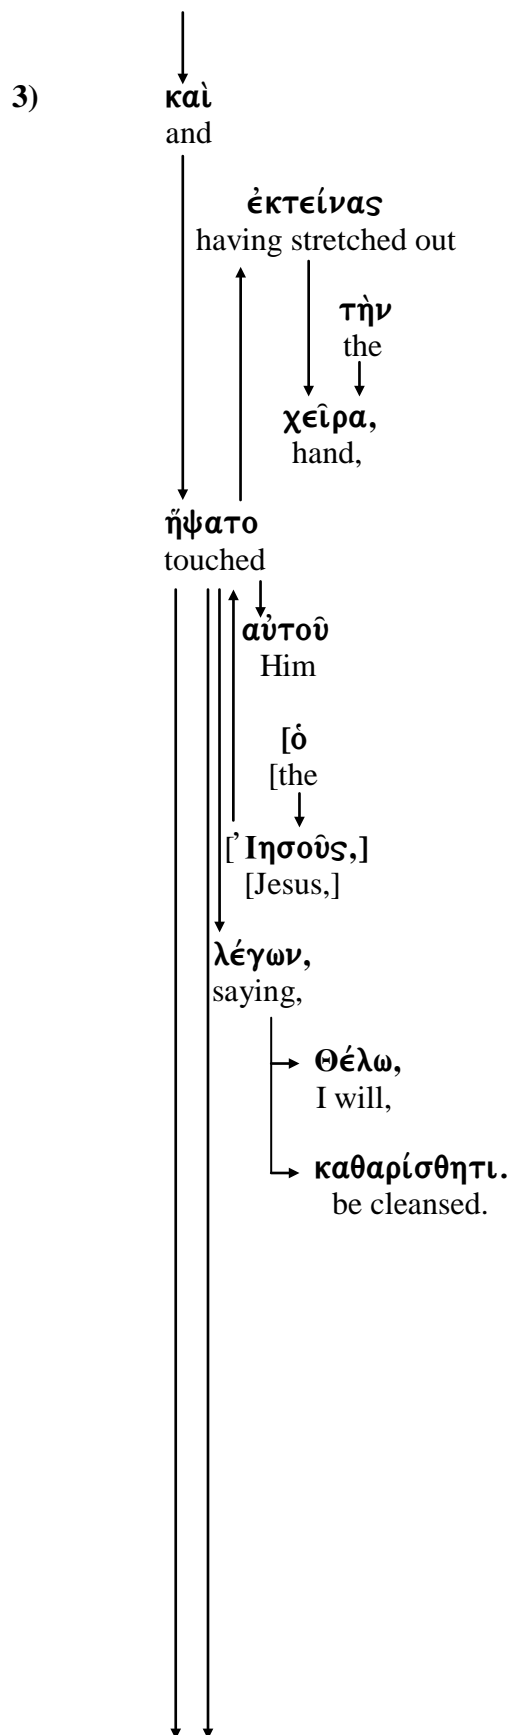 3) καὶ
and
ἐκτείνας
having stretched out
τὴν
the
χεῖρα,
hand,
ἥψατο
touched
αὐτοῦ
Him
[ὁ
[the
[Ἰησοῦς,]
[Jesus,]
λέγων,
saying,
Θέλω,
I will,
καθαρίσθητι.
be cleansed.